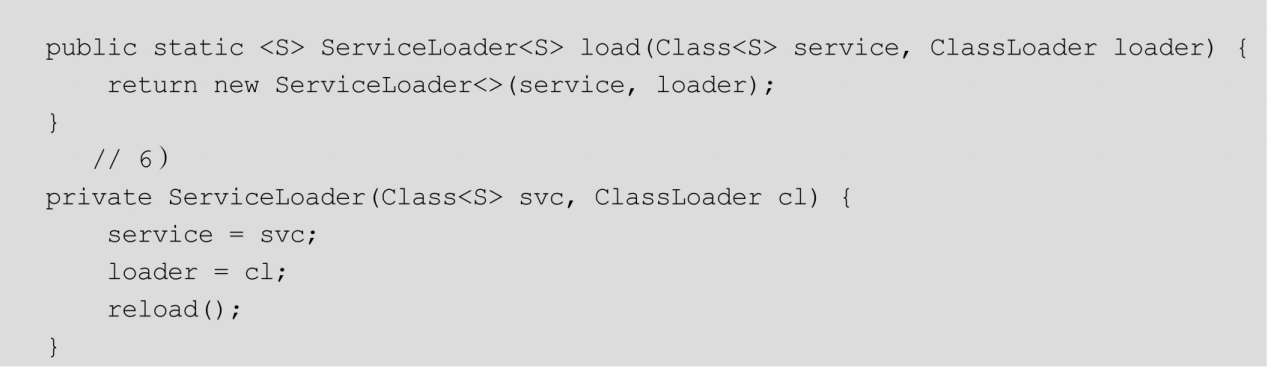 public static <S> ServiceLoader<S> load(Class<S> service, ClassLoader loader) {
    return new ServiceLoader<>(service, loader);
}
   // 6）
private ServiceLoader(Class<S> svc, ClassLoader cl) {
    service = svc;
    loader = cl;
    reload();
}